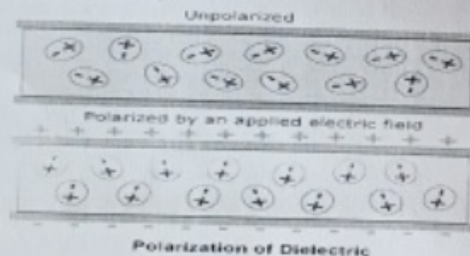 Unpolarized
Polarized by an applied electric field
+ + + + + + + + + + + +
- - - - - - - - - - - -
Polarization of Dielectric